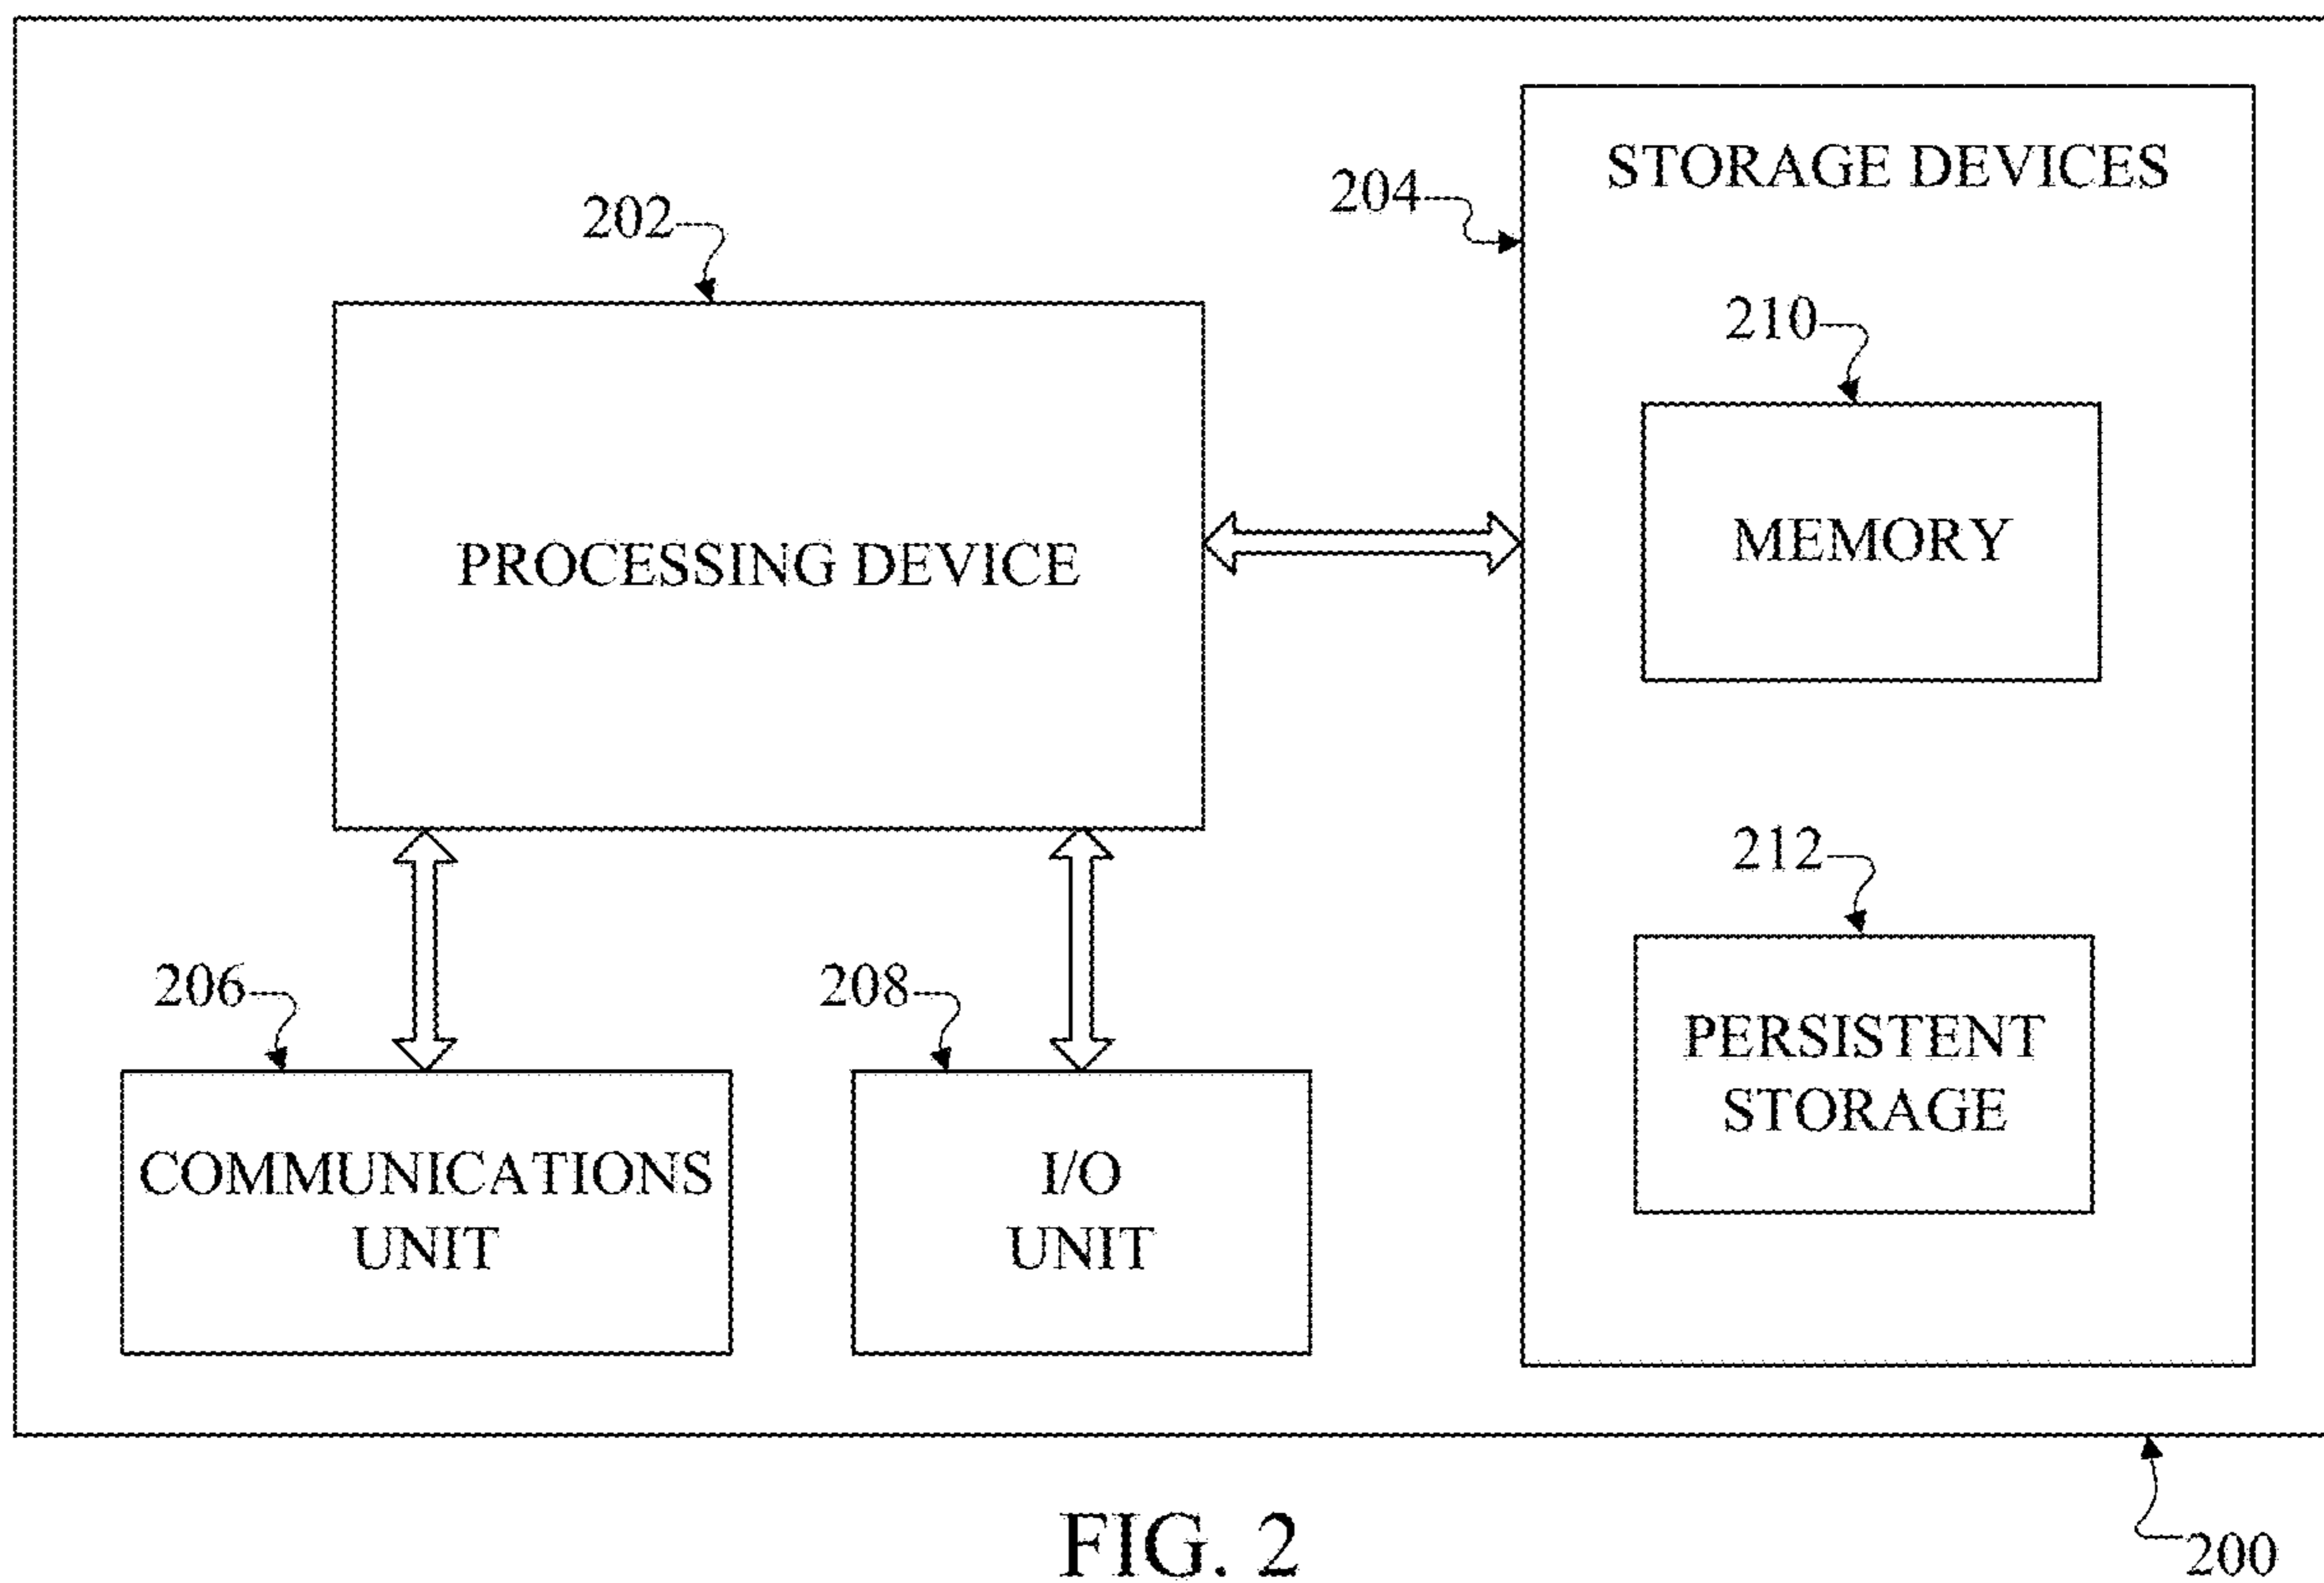 STORAGE DEVICES
204
202
210
MEMORY
PROCESSING DEVICE
212
206
208
PERSISTENT
STORAGE
COMMUNICATIONS
UNIT
I/O
UNIT
FIG. 2
200